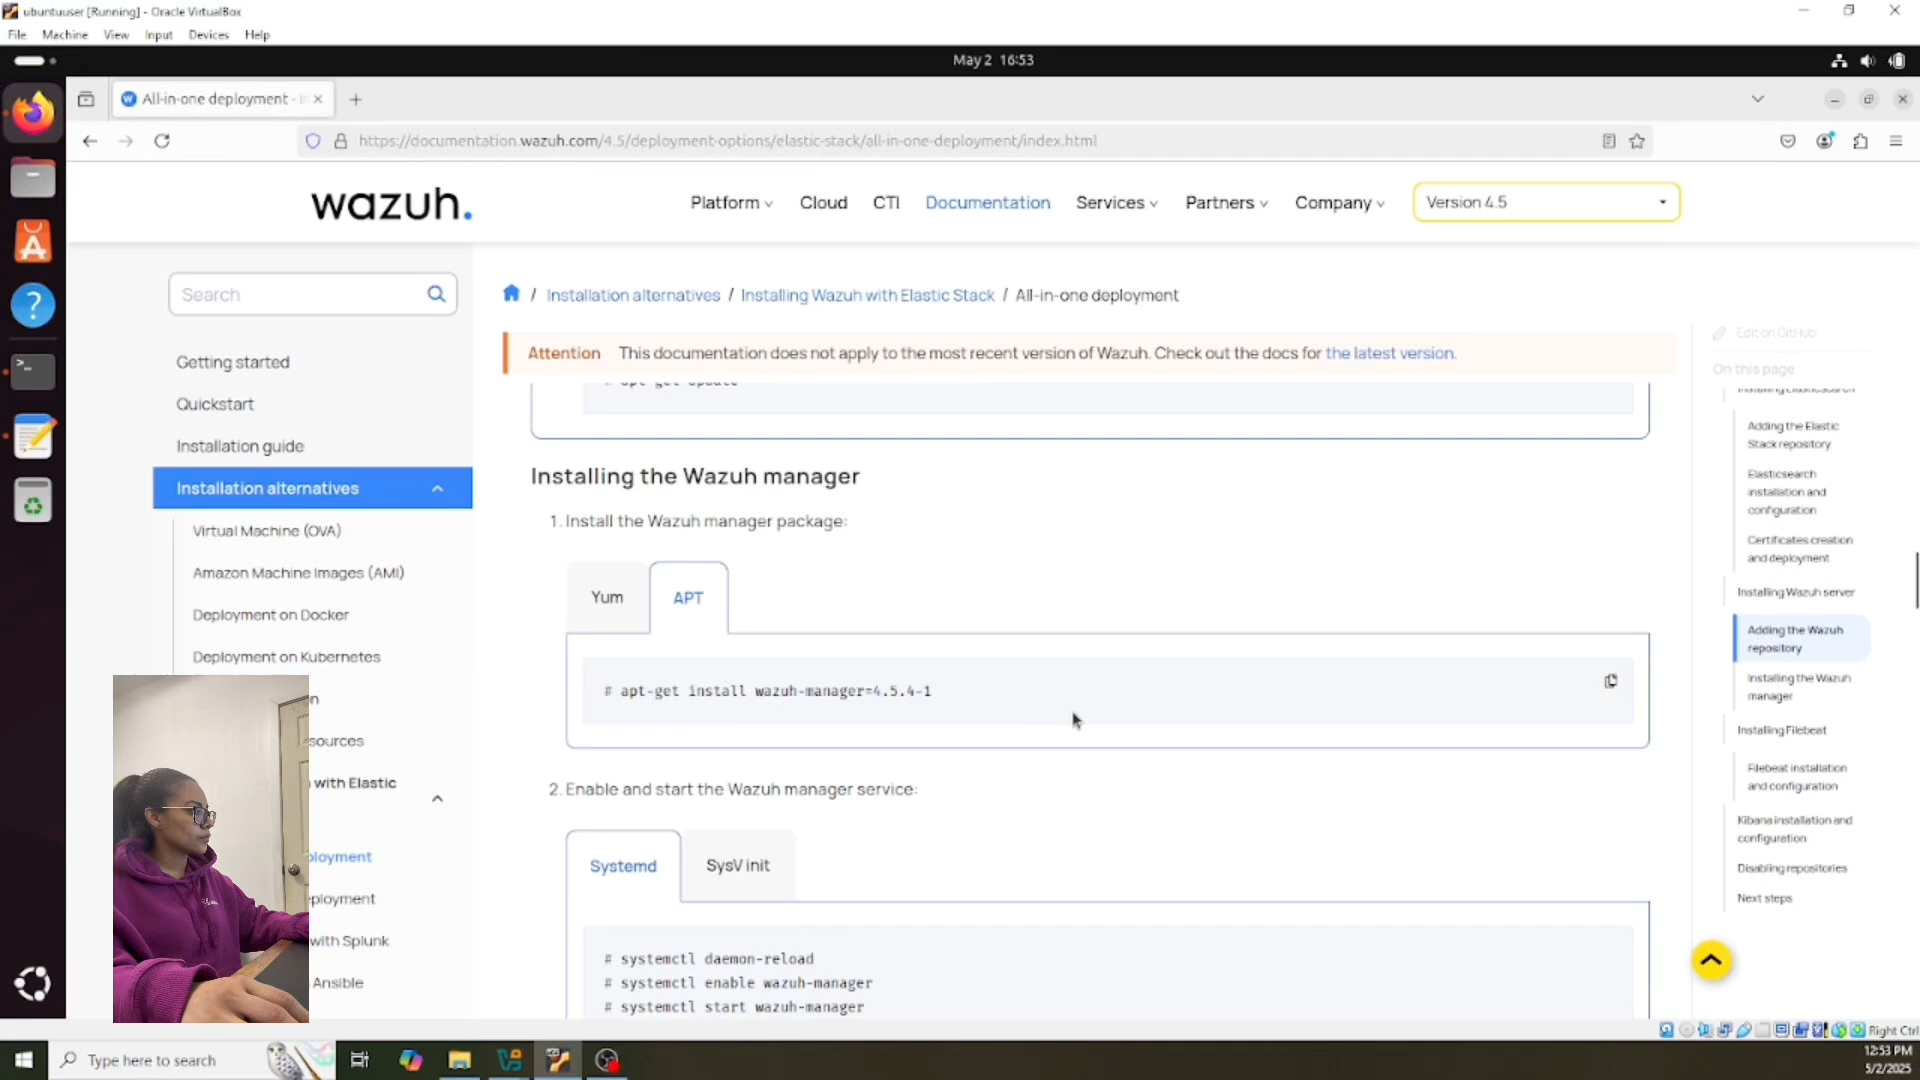 ubuntuuser [Running] - Oracle VirtualBox
File Machine View Input Devices Help
May 2 16:53
All-in-one deployment - In
https://documentation.wazuh.com/4.5/deployment-options/elastic-stack/all-in-one-deployment/index.html
wazuh.
Platform Cloud CTI Documentation Services Partners Company Version 4.5
Search
Getting started
Quickstart
Installation guide
Installation alternatives
Virtual Machine (OVA)
Amazon Machine Images (AMI)
Deployment on Docker
Deployment on Kubernetes
with Elastic
with Splunk
Ansible
/ Installation alternatives / Installing Wazuh with Elastic Stack / All-in-one deployment
Attention This documentation does not apply to the most recent version of Wazuh. Check out the docs for the latest version.
Installing the Wazuh manager
1. Install the Wazuh manager package:
Yum APT
# apt-get install wazuh-manager=4.5.4-1
2. Enable and start the Wazuh manager service:
Systemd SysV init
# systemctl daemon-reload
# systemctl enable wazuh-manager
# systemctl start wazuh-manager
Edit on GitHub
On this page
Adding the Elastic
Stack repository
Elasticsearch
installation and
configuration
Certificates creation
and deployment
Installing Wazuh server
Adding the Wazuh
repository
Installing the Wazuh
manager
Installing Filebeat
Filebeat installation
and configuration
Kibana installation and
configuration
Disabling repositories
Next steps
Right Ctrl
Type here to search
12:53 PM
5/2/2025